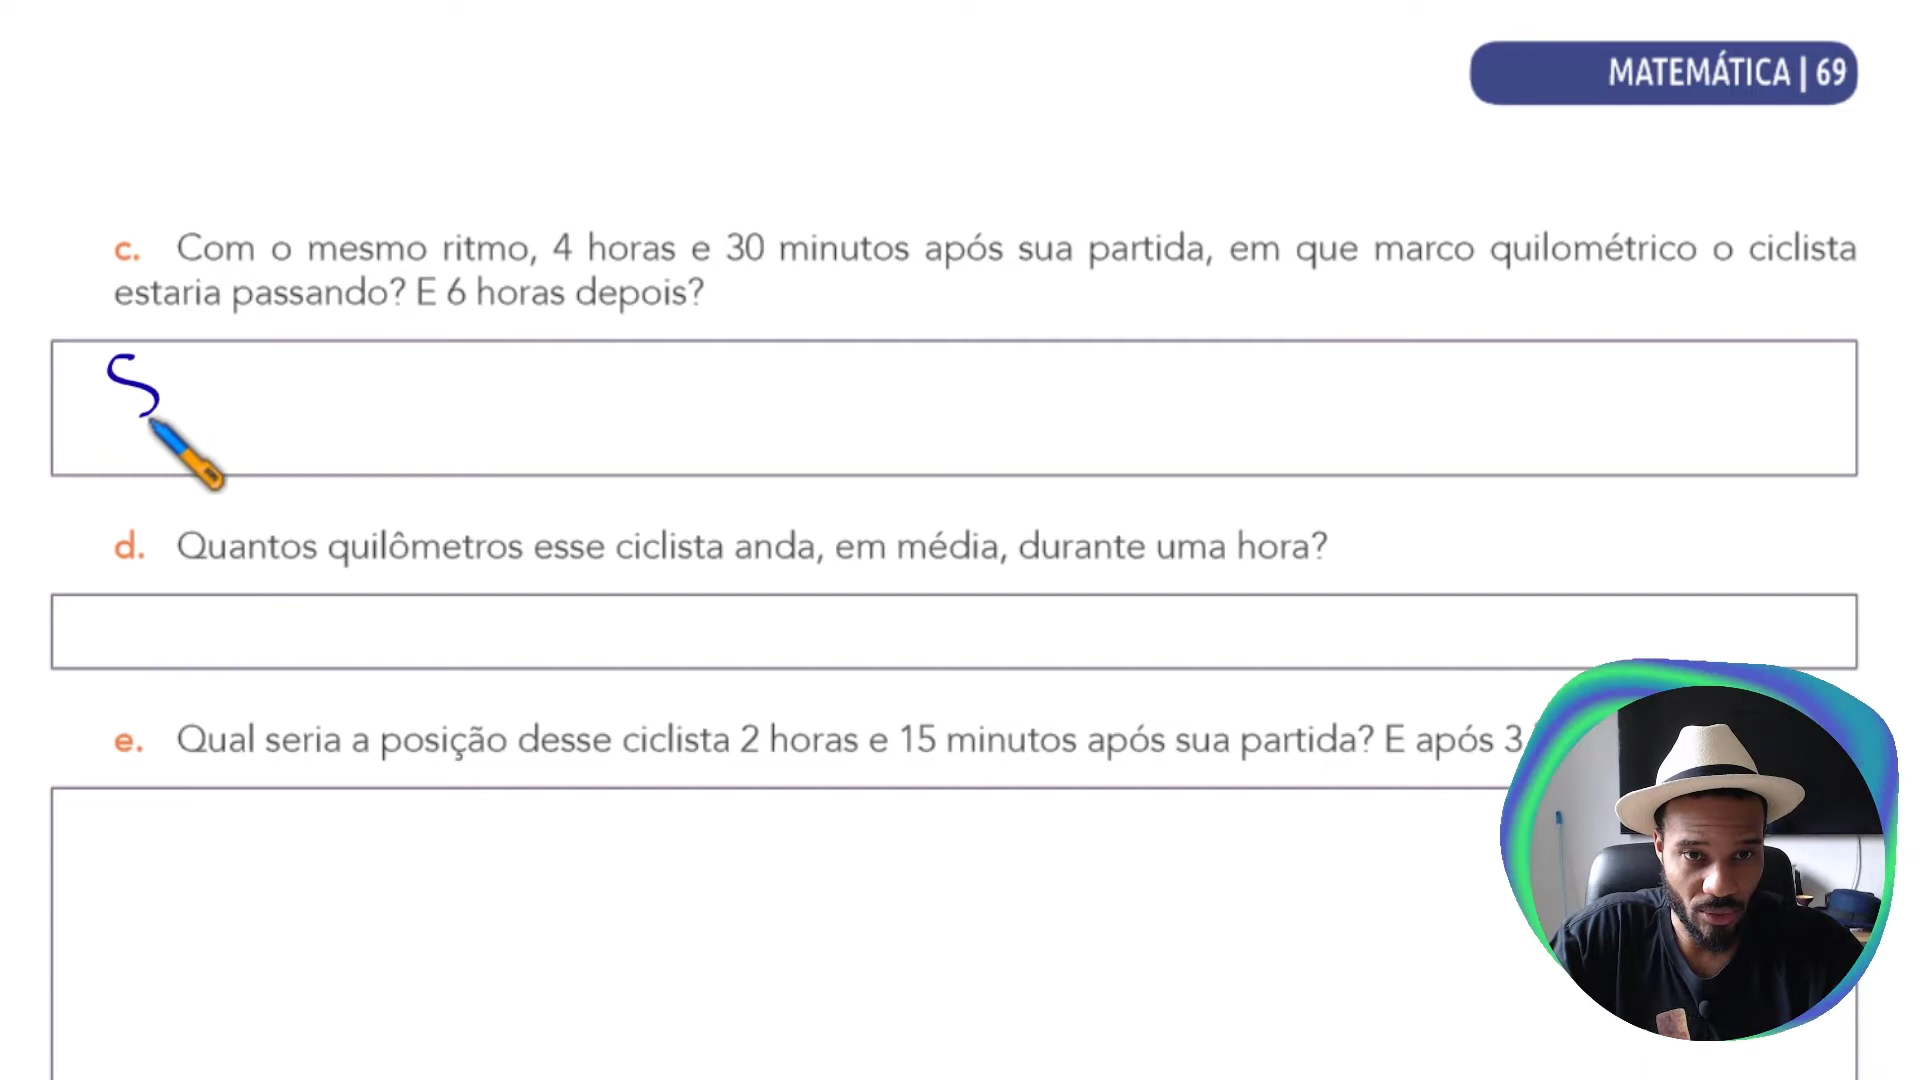 MATEMÁTICA | 69
c. Com o mesmo ritmo, 4 horas e 30 minutos após sua partida, em que marco quilométrico o ciclista
estaria passando? E 6 horas depois?
S
d. Quantos quilômetros esse ciclista anda, em média, durante uma hora?
e. Qual seria a posição desse ciclista 2 horas e 15 minutos após sua partida? E após 3